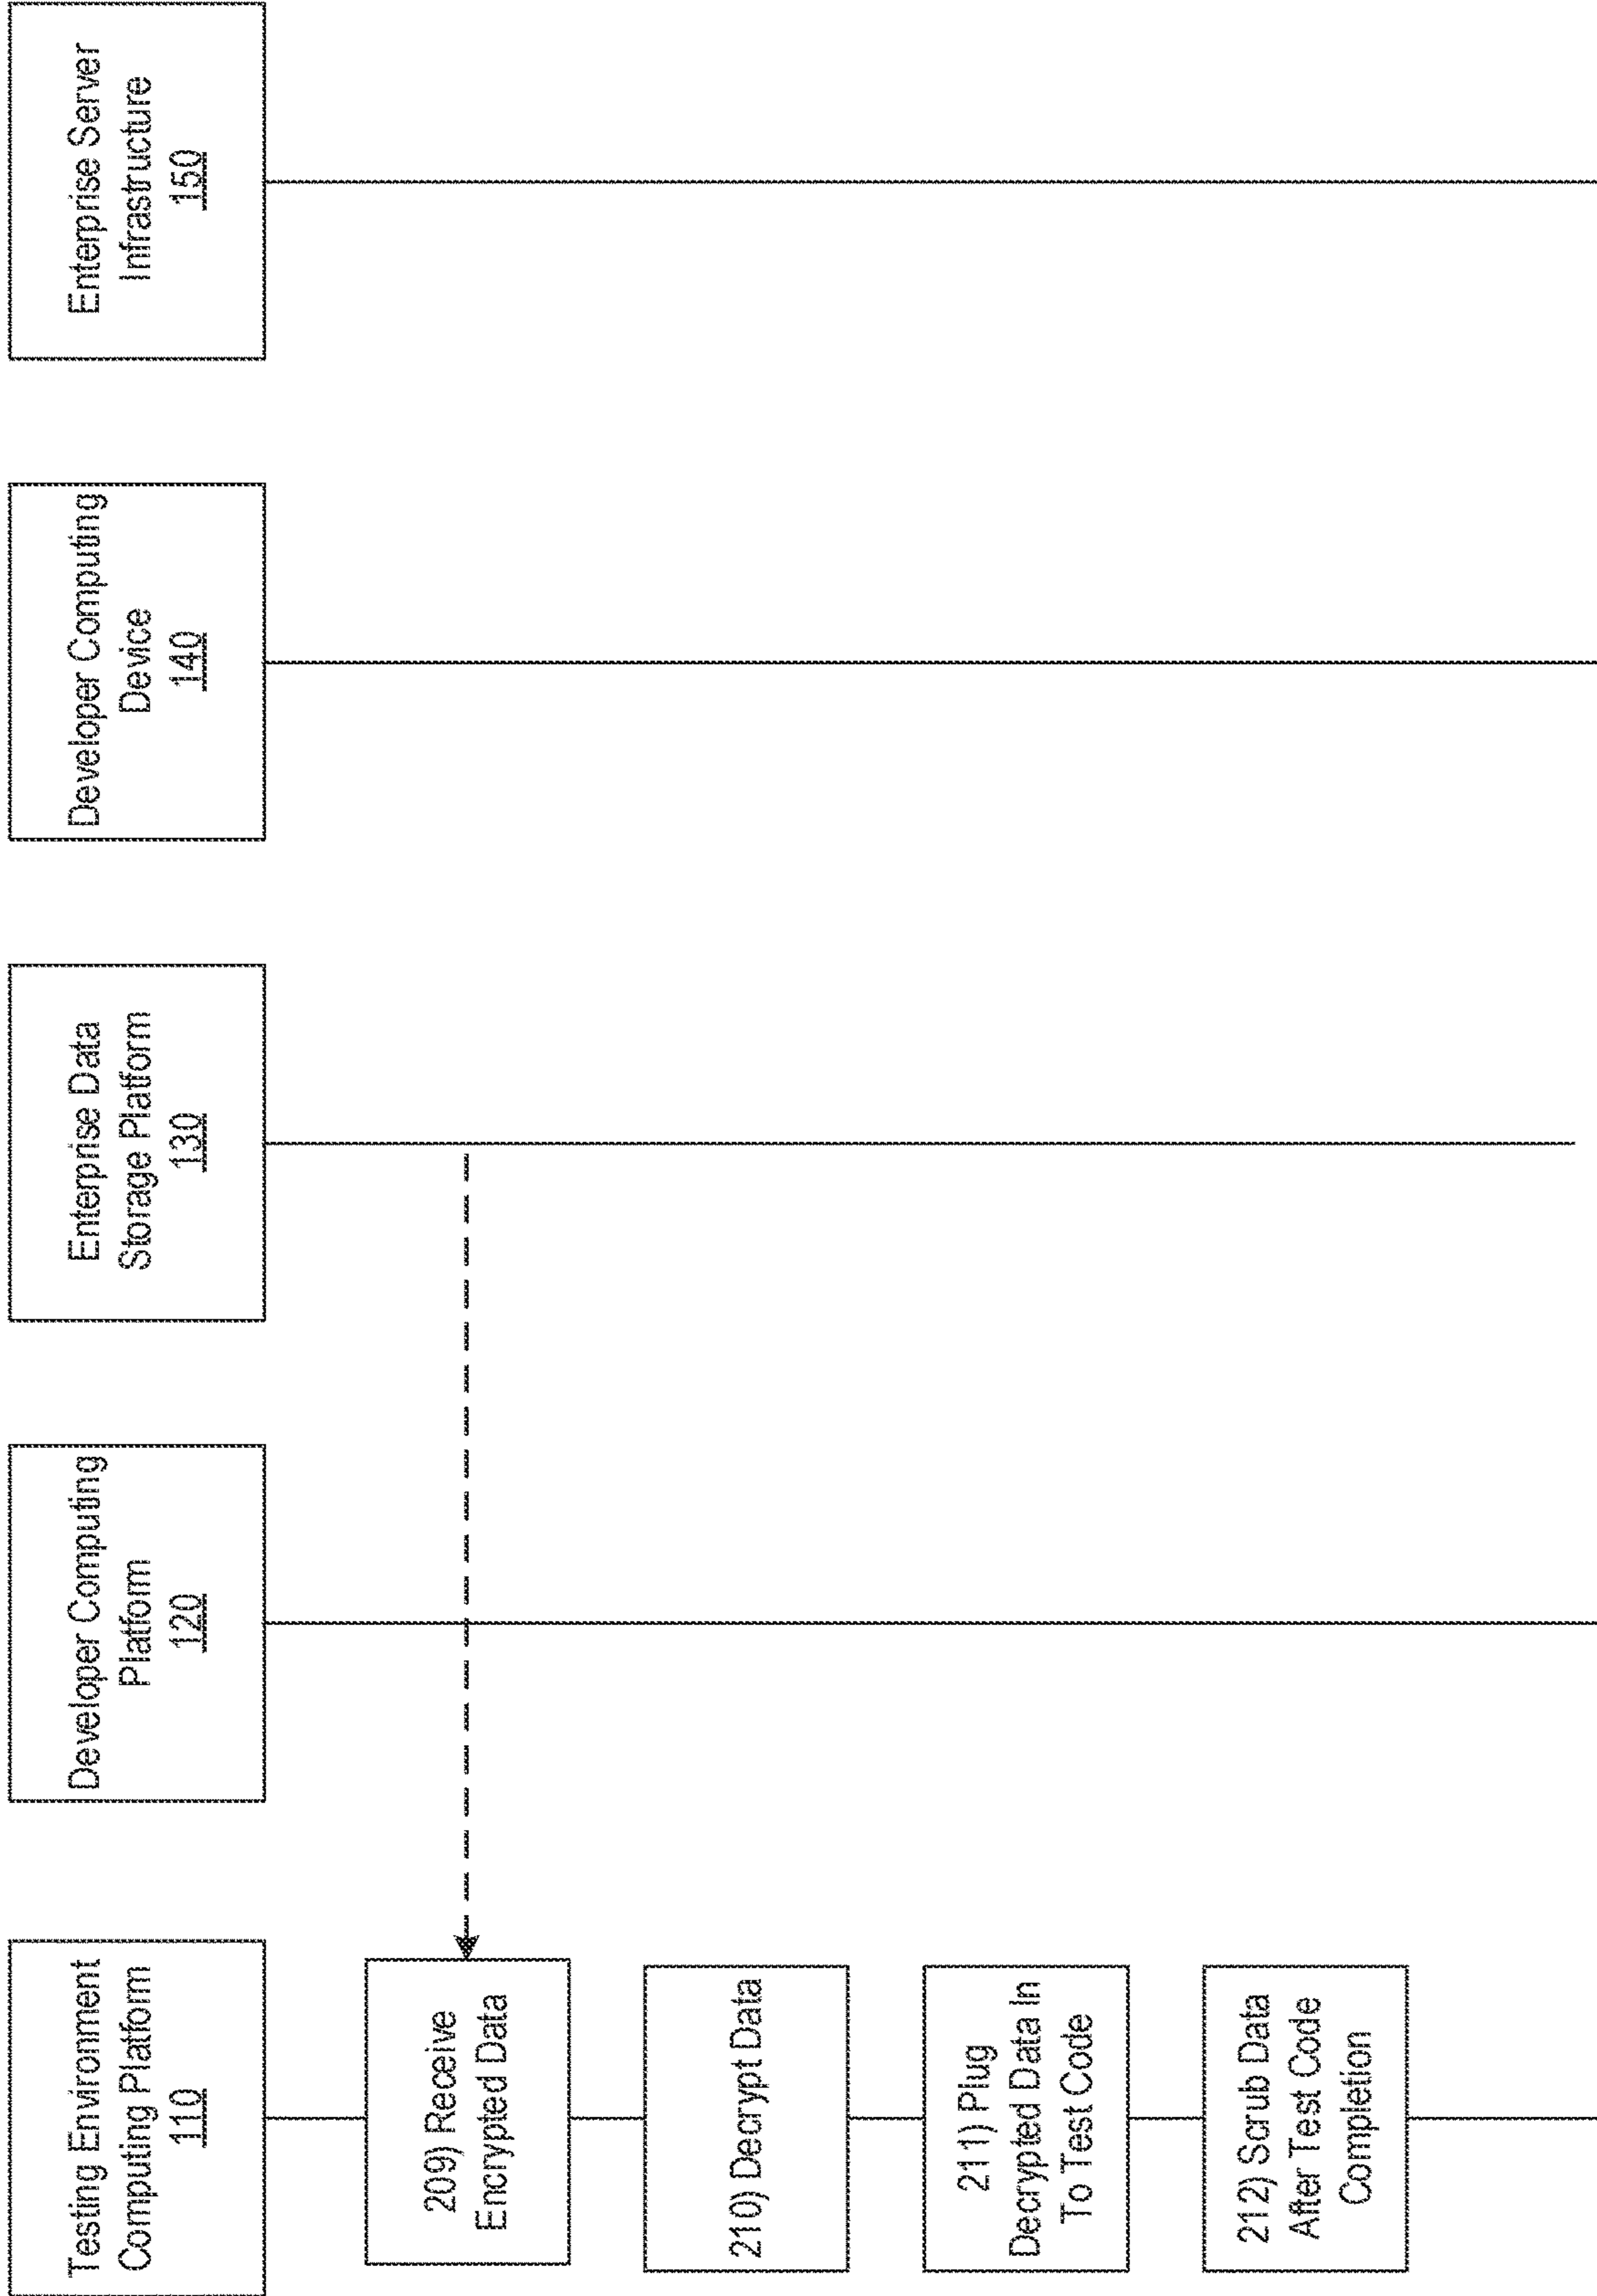 Testing Environment
Computing Platform
110
Developer Computing
Platform
120
Enterprise Data
Storage Platform
130
Developer Computing
Device
140
Enterprise Server
Infrastructure
150
209) Receive
Encrypted Data
210) Decrypt Data
211) Plug
Decrypted Data In
To Test Code
212) Scrub Data
After Test Code
Completion